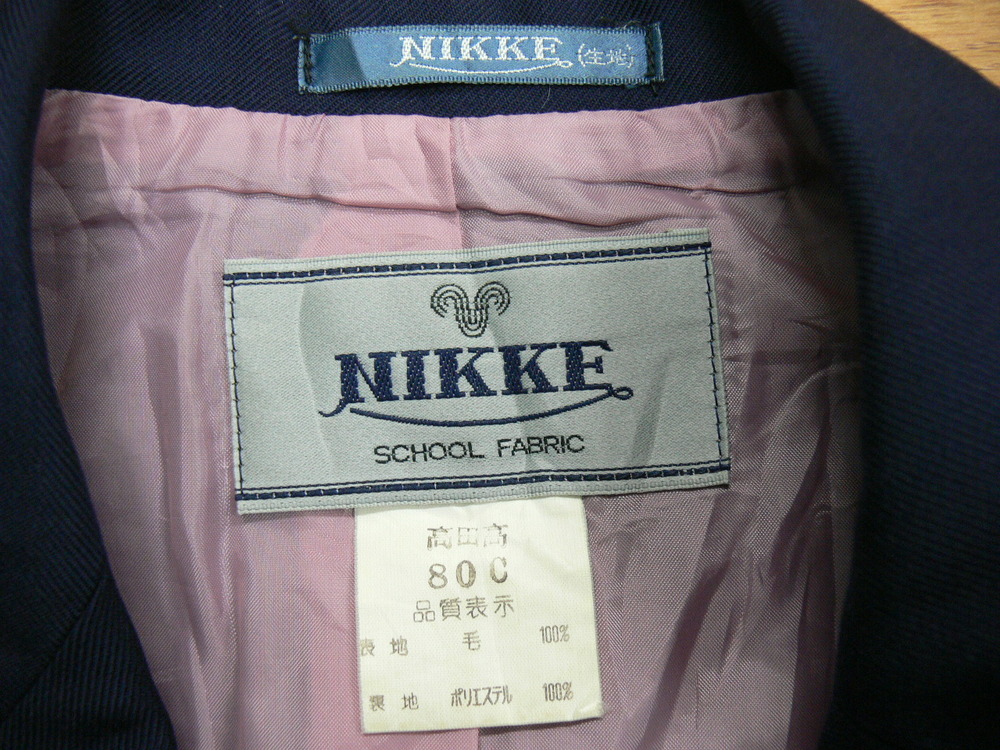 NIKKE (生地)
NIKKE
SCHOOL FABRIC
高田高
80C
品質表示
表地 毛 100%
裏地 ポリエステル 100%